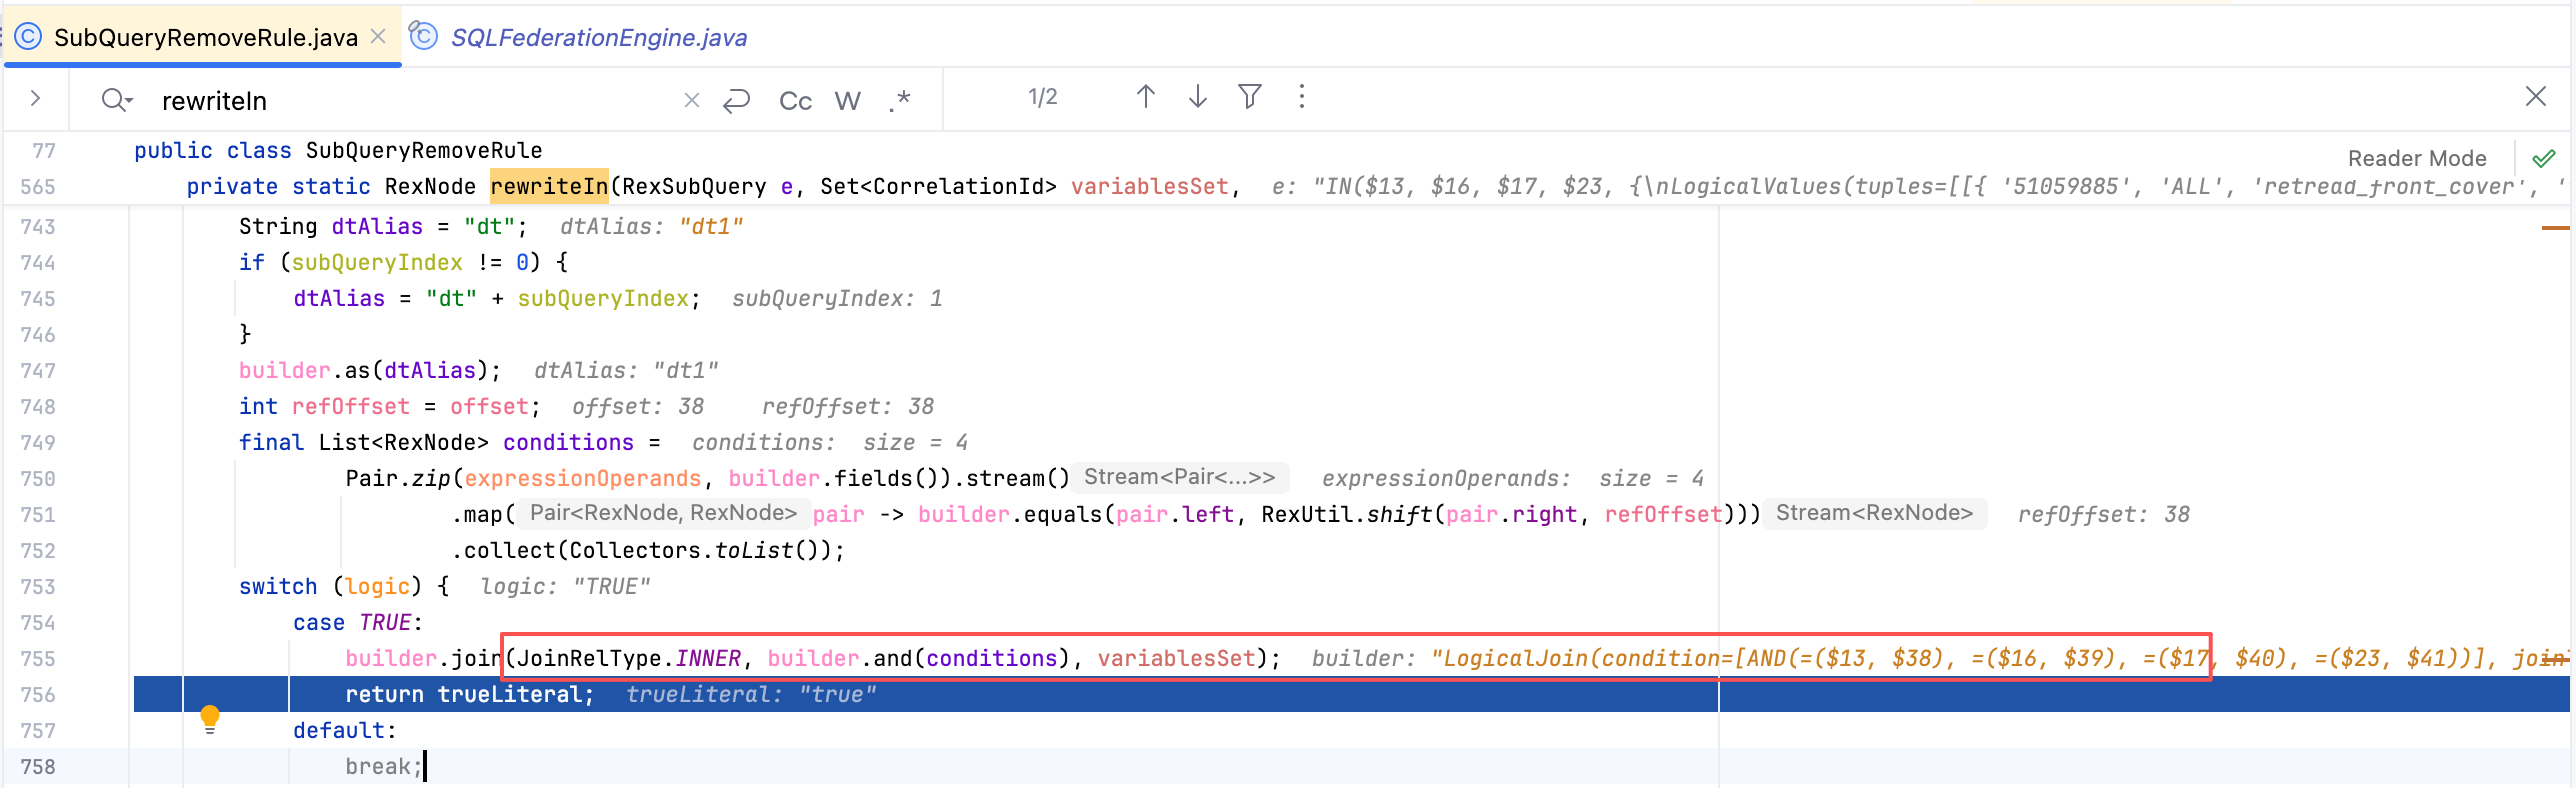 SubQueryRemoveRule.java
SQLFederationEngine.java
rewriteIn
Cc W .* 1/2
77 public class SubQueryRemoveRule
Reader Mode
565 private static RexNode rewriteIn(RexSubQuery e, Set<CorrelationId> variablesSet, e: "IN($13, $16, $17, $23, {\nLogicalValues(tuples=[[{ '51059885', 'ALL', 'retread_front_cover', '
743 String dtAlias = "dt"; dtAlias: "dt1"
744 if (subQueryIndex != 0) {
745 dtAlias = "dt" + subQueryIndex; subQueryIndex: 1
746 }
747 builder.as(dtAlias); dtAlias: "dt1"
748 int refOffset = offset; offset: 38 refOffset: 38
749 final List<RexNode> conditions = conditions: size = 4
750 Pair.zip(expressionOperands, builder.fields()).stream() Stream<Pair<...>> expressionOperands: size = 4
751 .map( Pair<RexNode, RexNode> pair -> builder.equals(pair.left, RexUtil.shift(pair.right, refOffset))) Stream<RexNode> refOffset: 38
752 .collect(Collectors.toList());
753 switch (logic) { logic: "TRUE"
754 case TRUE:
755 builder.join(JoinRelType.INNER, builder.and(conditions), variablesSet); builder: "LogicalJoin(condition=[AND(=($13, $38), =($16, $39), =($17, $40), =($23, $41))], joinT
756 return trueLiteral; trueLiteral: "true"
757 default:
758 break;